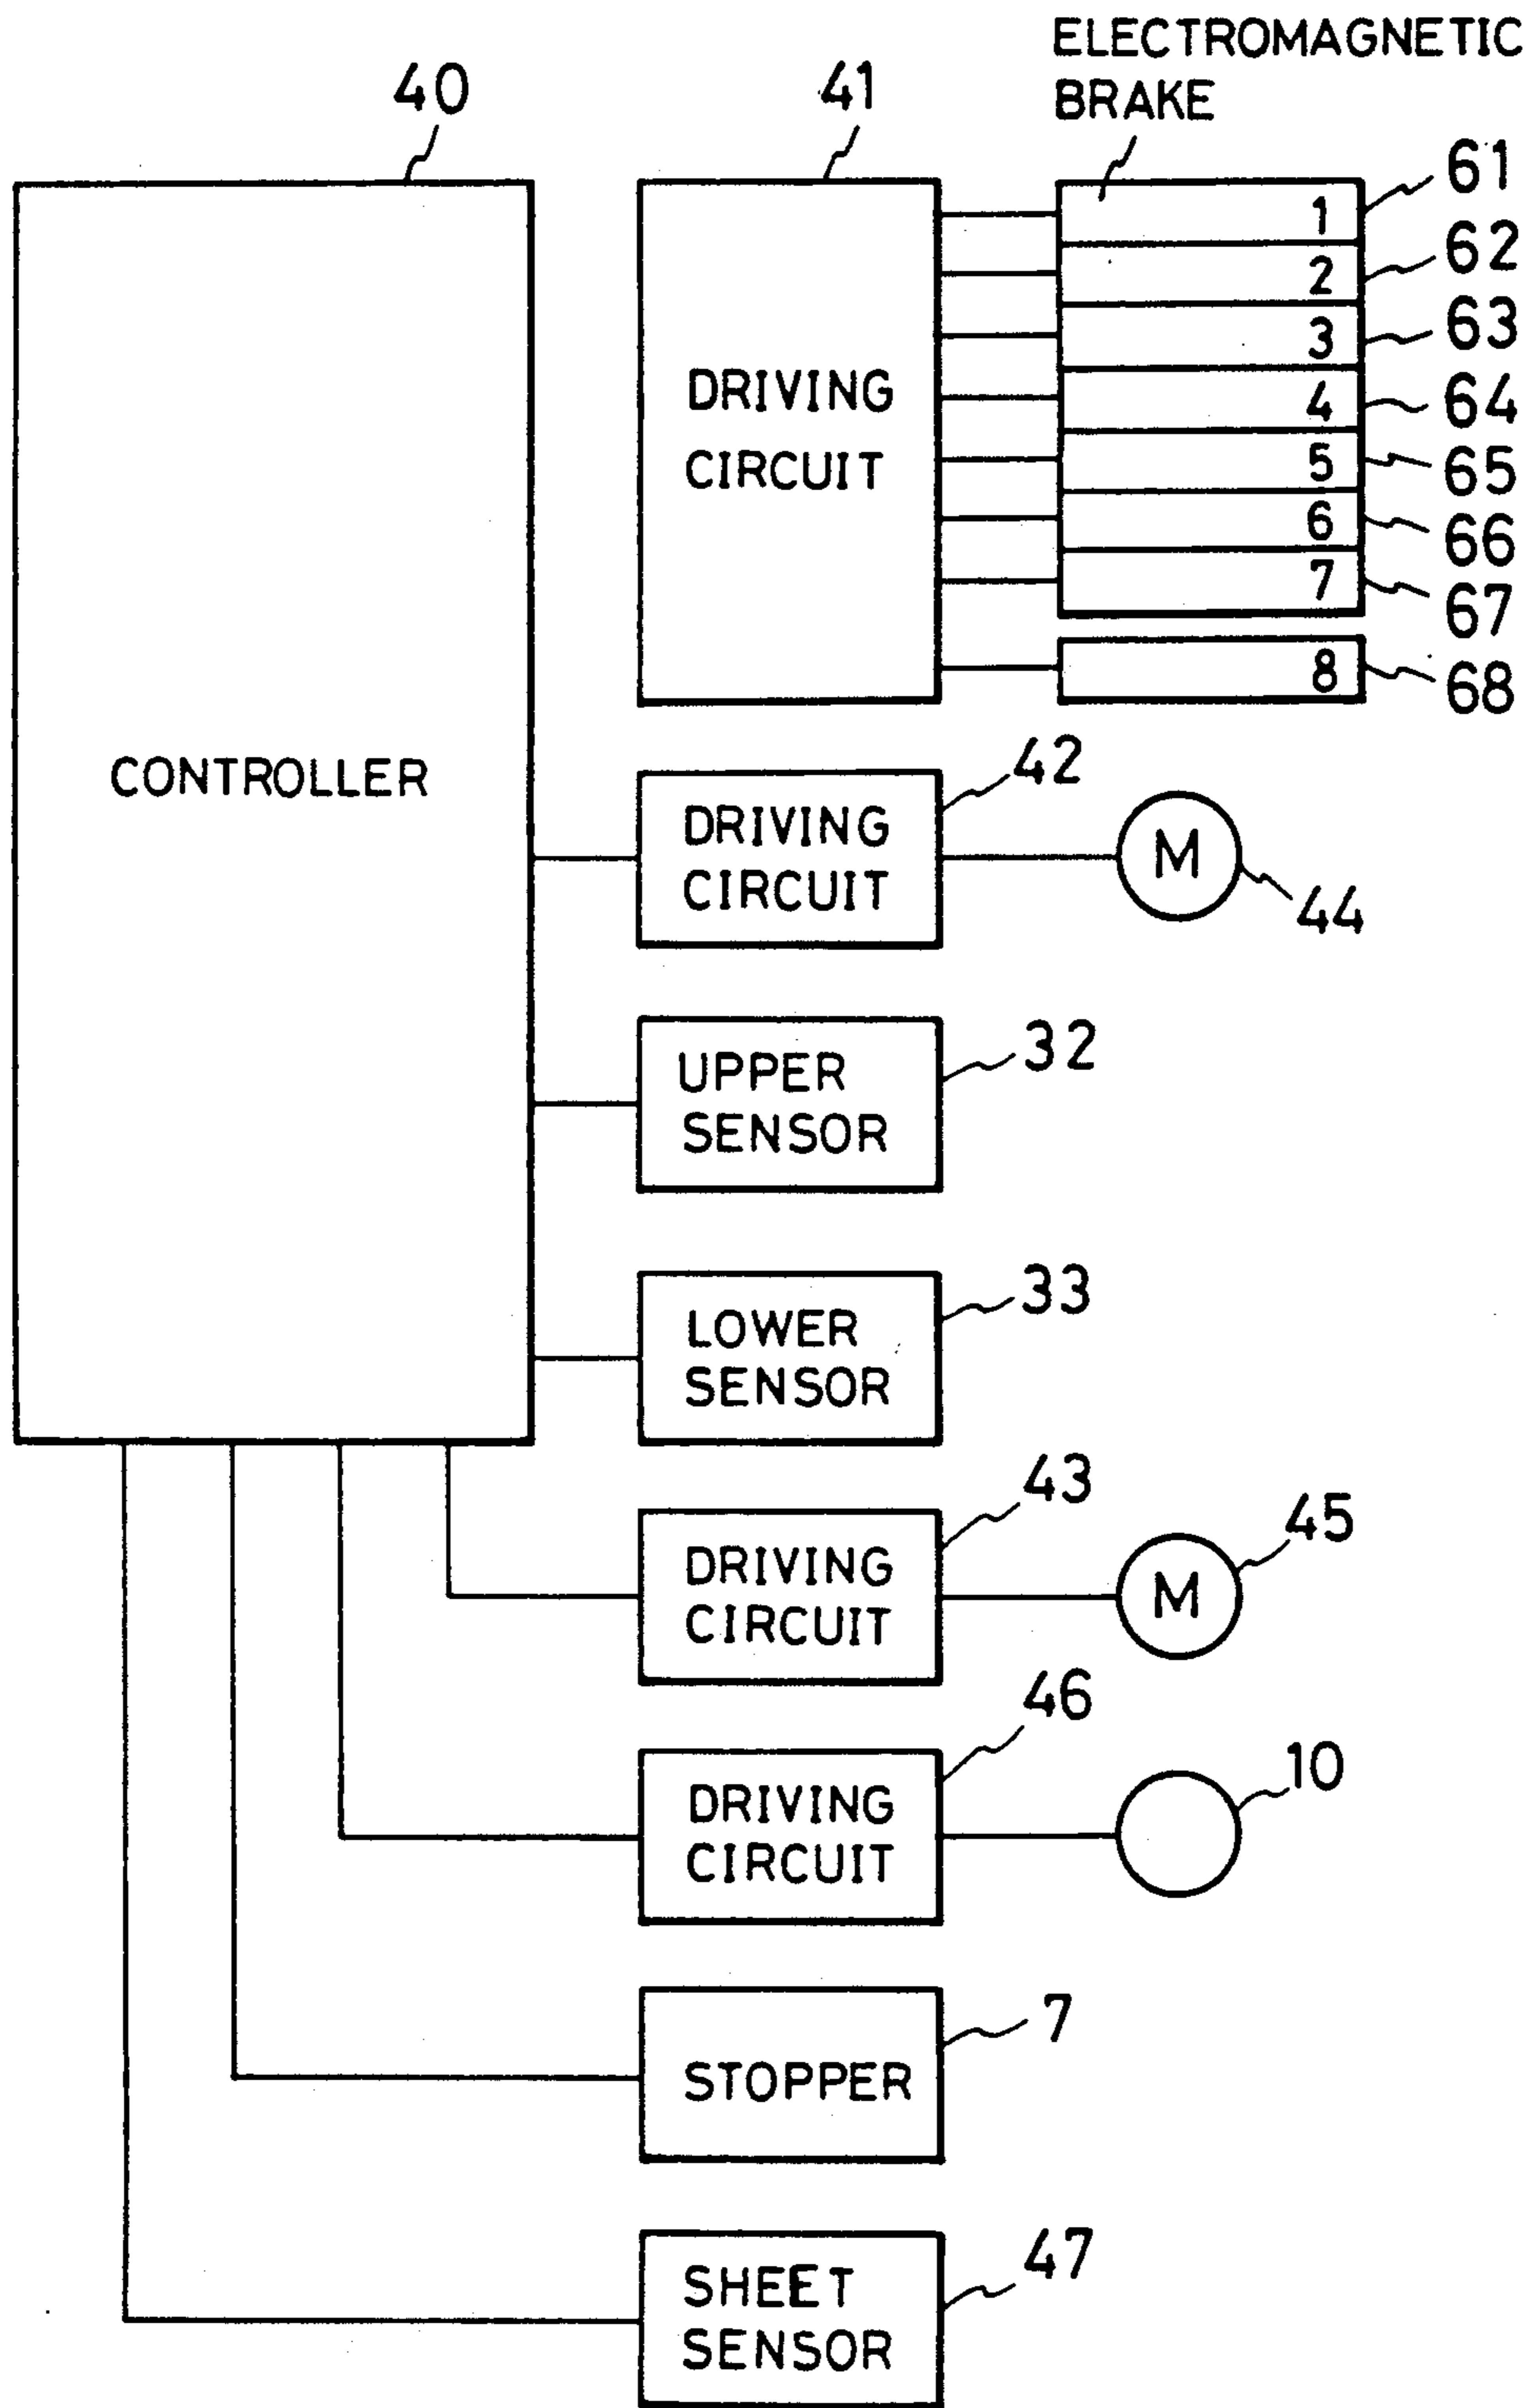 ELECTROMAGNETIC
BRAKE
40
41
1
61
2
62
3
63
4
64
5
65
6
66
7
67
8
68
DRIVING
CIRCUIT
CONTROLLER
42
DRIVING
CIRCUIT
M
44
32
UPPER
SENSOR
33
LOWER
SENSOR
43
DRIVING
CIRCUIT
M
45
46
DRIVING
CIRCUIT
10
7
STOPPER
47
SHEET
SENSOR